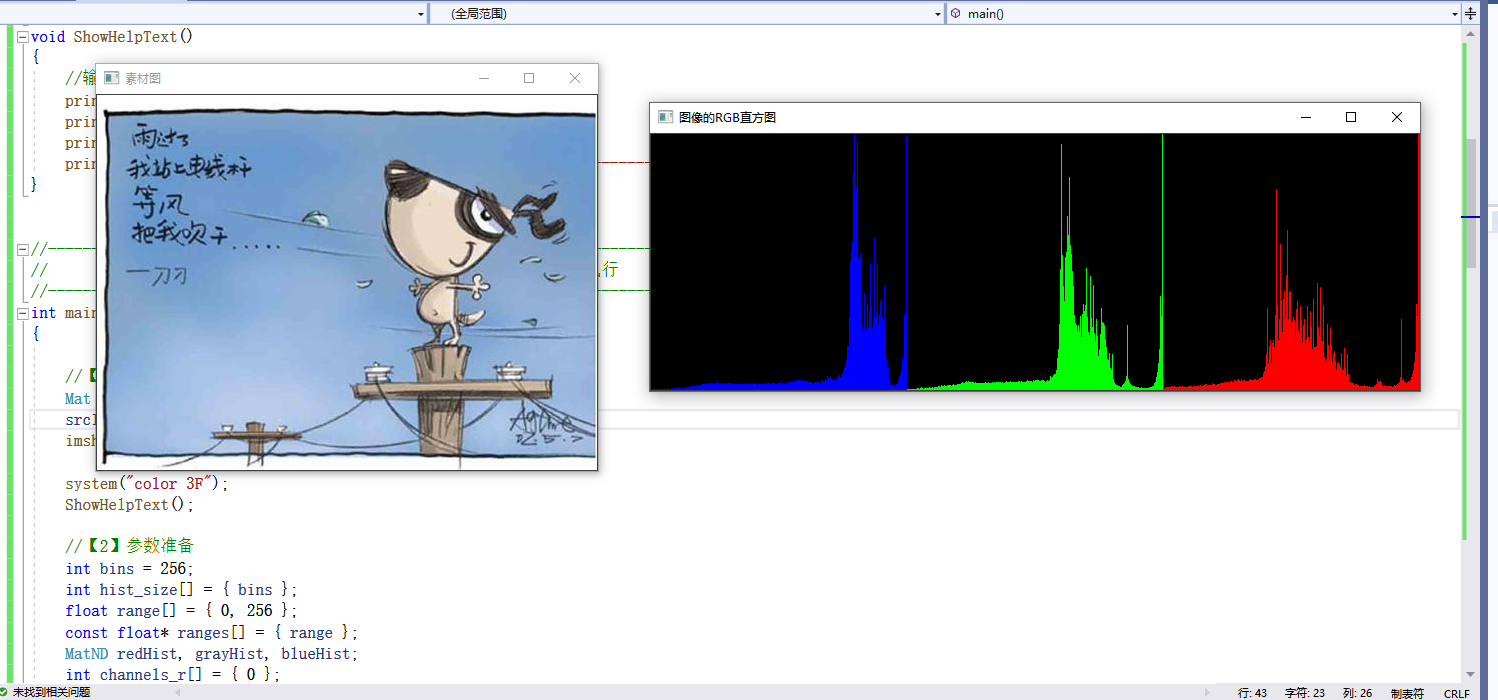 (全局范围)
main()
void ShowHelpText()
{
//输
prin
prin
prin
prin
}
//
//
行
//
int main
{
//【
Mat
srcI
imsh
system("color 3F");
ShowHelpText();
//【2】参数准备
int bins = 256;
int hist_size[] = { bins };
float range[] = { 0, 256 };
const float* ranges[] = { range };
MatND redHist, grayHist, blueHist;
int channels_r[] = { 0 };
素材图
雨过了
我站上电线杆
等风
把我吹干.....
一刀刀
图像的RGB直方图
未找到相关问题
行: 43
字符: 23
列: 26
制表符
CRLF